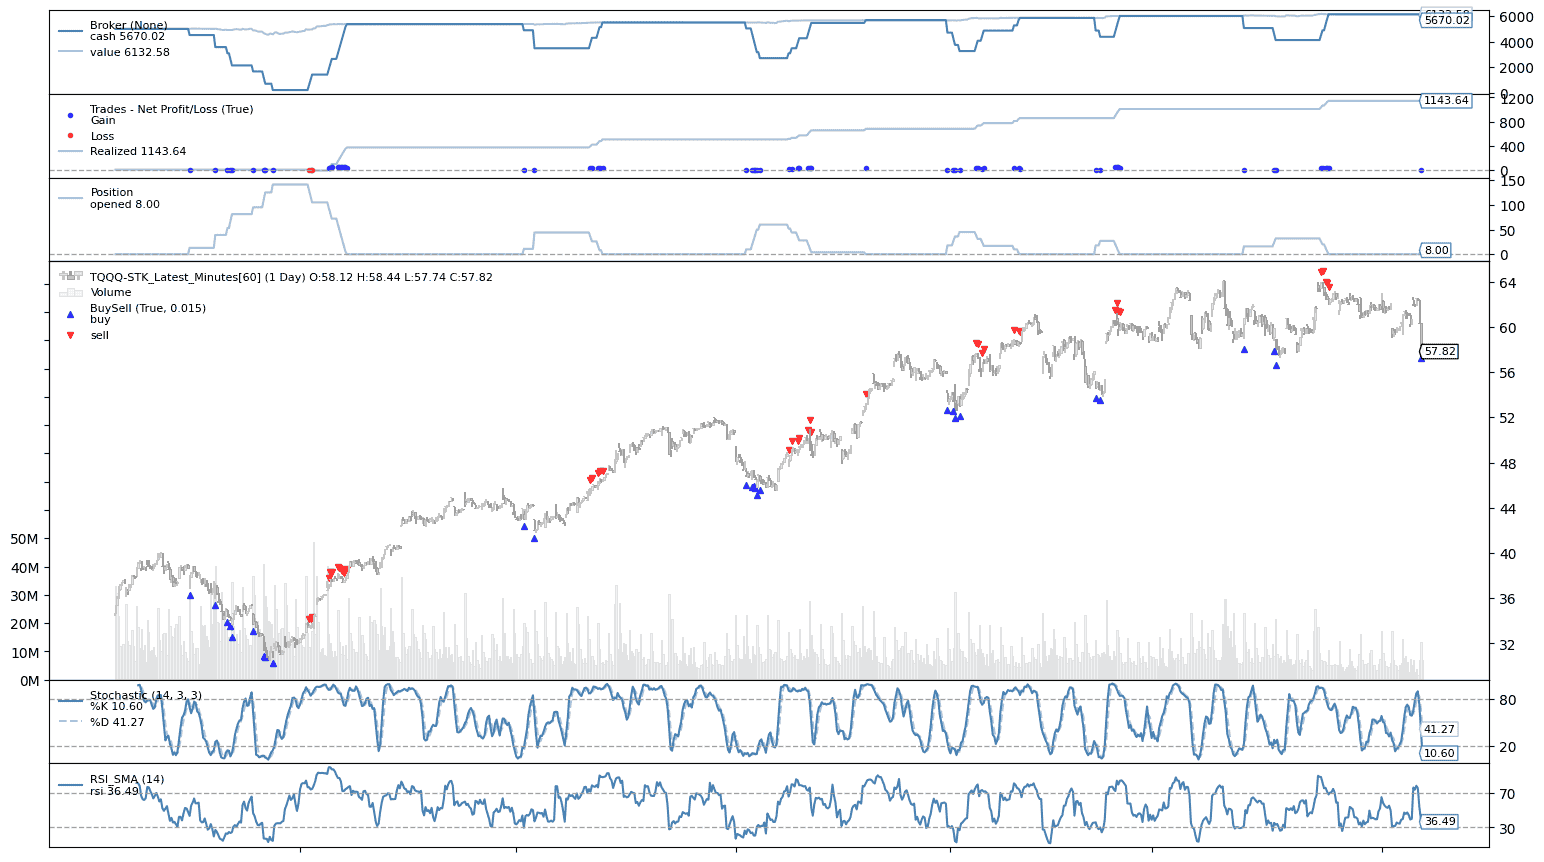 Broker (None)
cash 5670.02
value 6132.58
6000
5670.02
4000
2000
0
Trades - Net Profit/Loss (True)
Gain
Loss
Realized 1143.64
1200
1143.64
800
400
0
Position
opened 8.00
150
100
50
0
8.00
TQQQ-STK_Latest_Minutes[60] (1 Day) O:58.12 H:58.44 L:57.74 C:57.82
Volume
BuySell (True, 0.015)
buy
sell
64
60
57.82
56
52
48
44
40
36
32
50M
40M
30M
20M
10M
0M
Stochastic (14, 3, 3)
%K 10.60
%D 41.27
80
41.27
20
10.60
RSI_SMA (14)
rsi 36.49
70
36.49
30